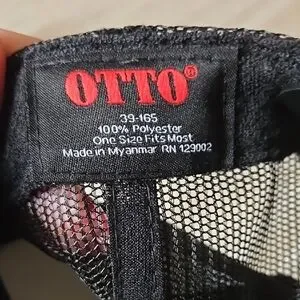 OTTO®
39-165
100% Polyester
One Size Fits Most
Made in Myanmar RN 129002